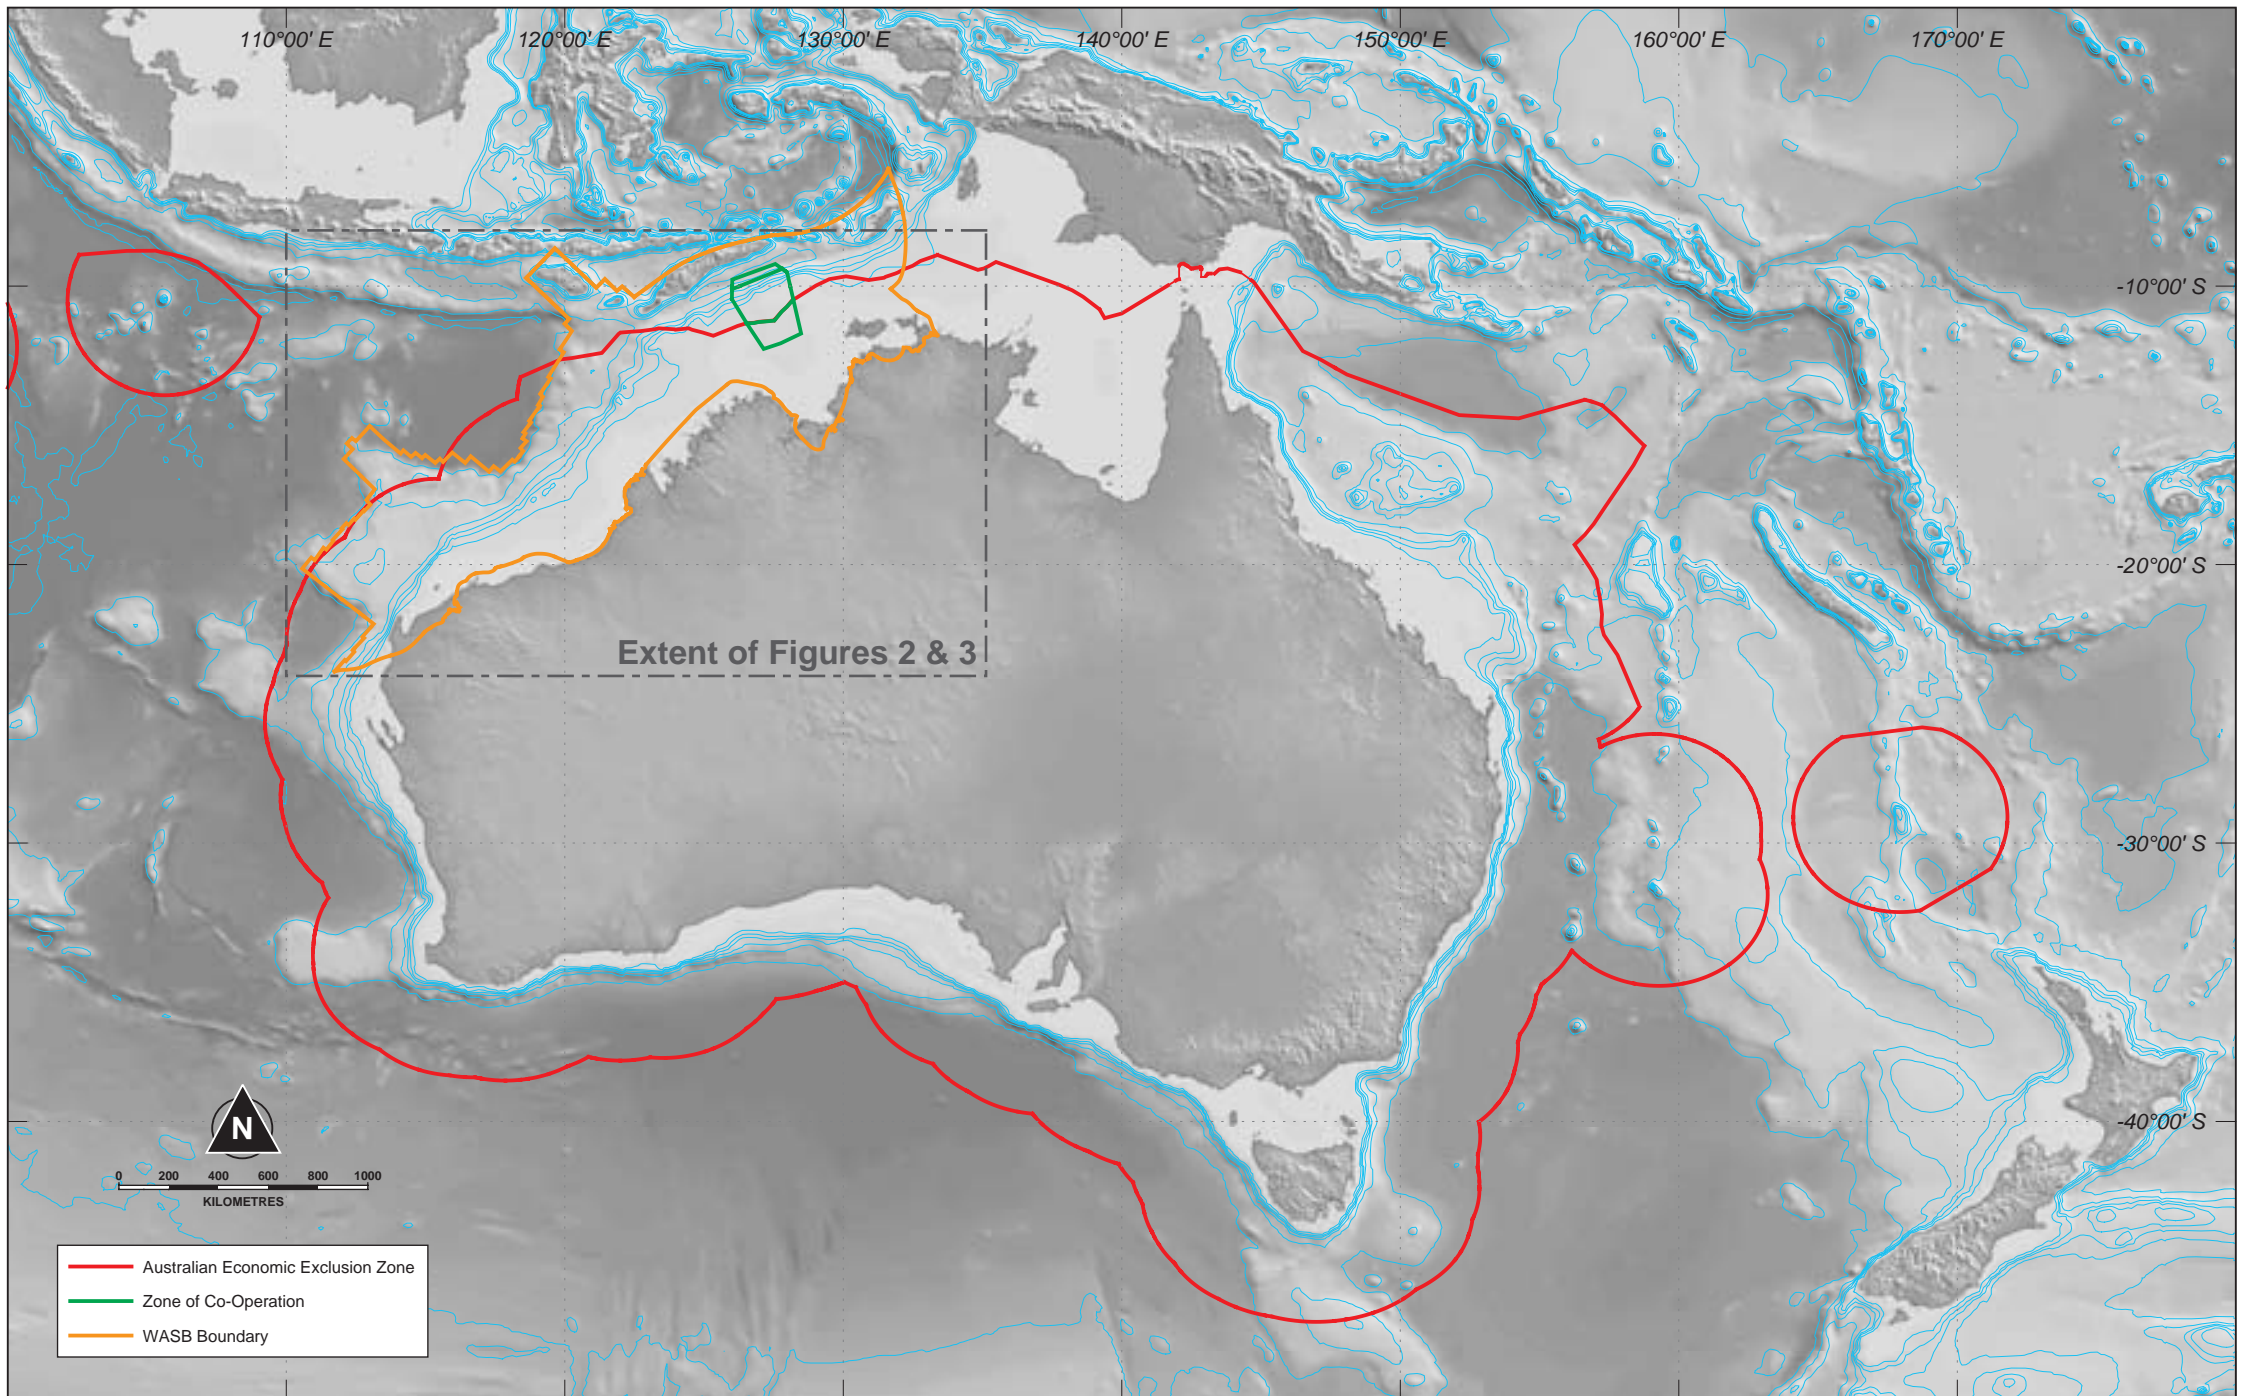 110°00' E
120°00' E
130°00' E
140°00' E
150°00' E
160°00' E
170°00' E
-10°00' S
-20°00' S
Extent of Figures 2 & 3
-30°00' S
-40°00' S
N
0 200 400 600 800 1000
KILOMETRES
Australian Economic Exclusion Zone
Zone of Co-Operation
WASB Boundary